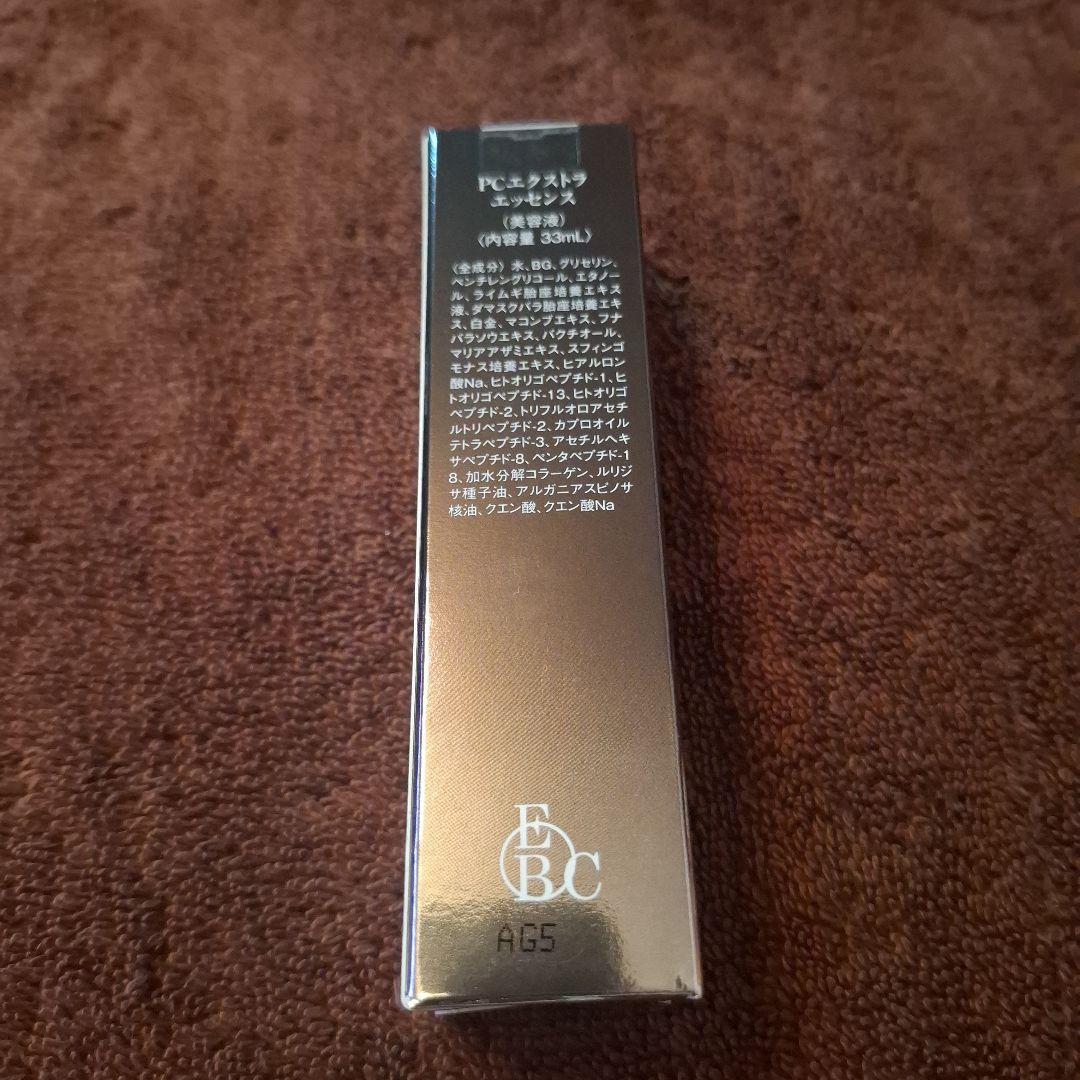 PCエクストラ
エッセンス
(美容液)
〈内容量 33mL〉
〈全成分〉水、BG、グリセリン、
ペンチレングリコール、エタノー
ル、ライムギ胎座培養エキス
液、ダマスクバラ胎座培養エキ
ス、白金、マコンブエキス、フナ
バラソウエキス、バクチオール、
マリアアザミエキス、スフィンゴ
モナス培養エキス、ヒアルロン
酸Na、ヒトオリゴペプチド-1、ヒ
トオリゴペプチド-13、ヒトオリゴ
ペプチド-2、トリフルオロアセチ
ルトリペプチド-2、カプロオイル
テトラペプチド-3、アセチルヘキ
サペプチド-8、ペンタペプチド-1
8、加水分解コラーゲン、ルリジ
サ種子油、アルガニアスピノサ
核油、クエン酸、クエン酸Na
E
BC
AG5